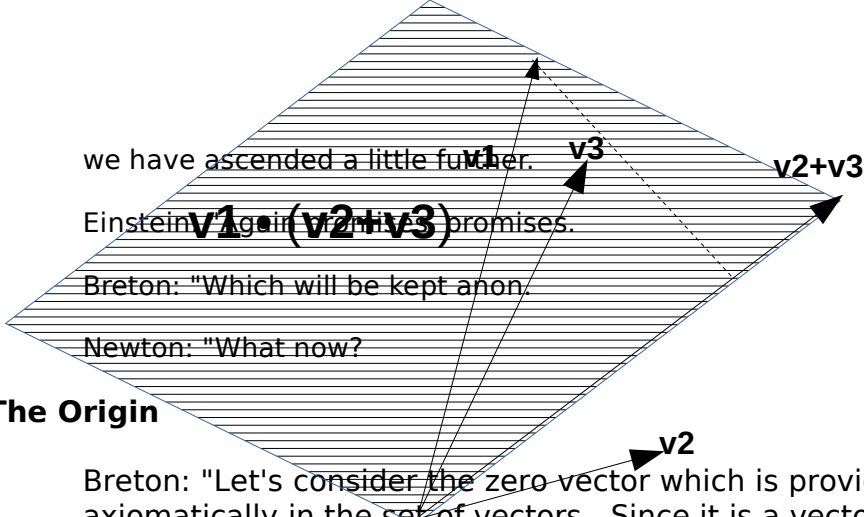 we have ascended a little further.
v1
v3
v2+v3
Einstein: "Again promises, promises.
v1 • (v2+v3)
Breton: "Which will be kept anon.
Newton: "What now?
The Origin
v2
Breton: "Let's consider the zero vector which is provi
axiomatically in the set of vectors. Since it is a vecto